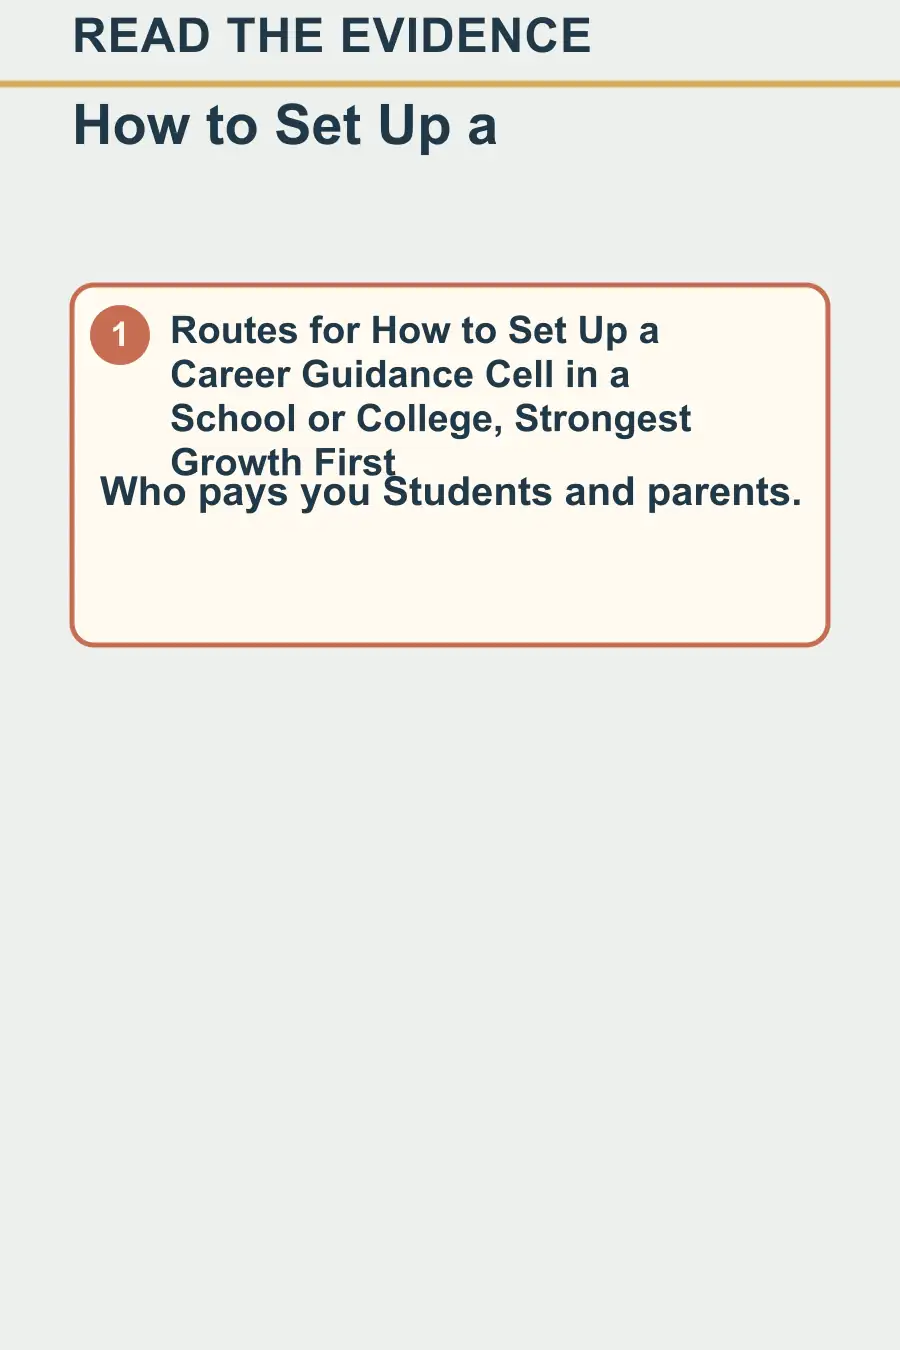 READ THE EVIDENCE
How to Set Up a
1
Routes for How to Set Up a
Career Guidance Cell in a
School or College, Strongest
Growth First
Who pays you Students and parents.